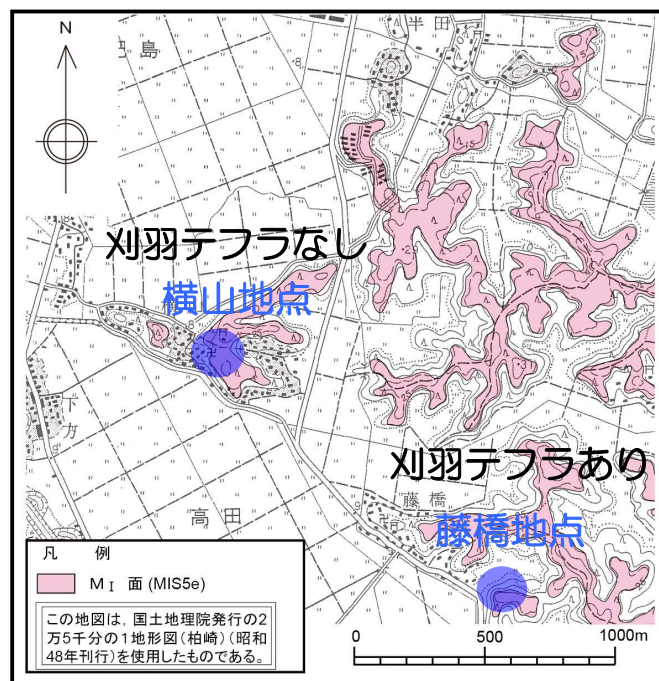 N
半田
刈羽テフラなし
横山地点
下方
刈羽テフラあり
藤橋
藤橋地点
高田
凡 例
MⅠ 面 (MIS5e)
この地図は，国土地理院発行の2
万5千分の1地形図(柏崎)(昭和
48年刊行)を使用したものである。
0 500 1000m